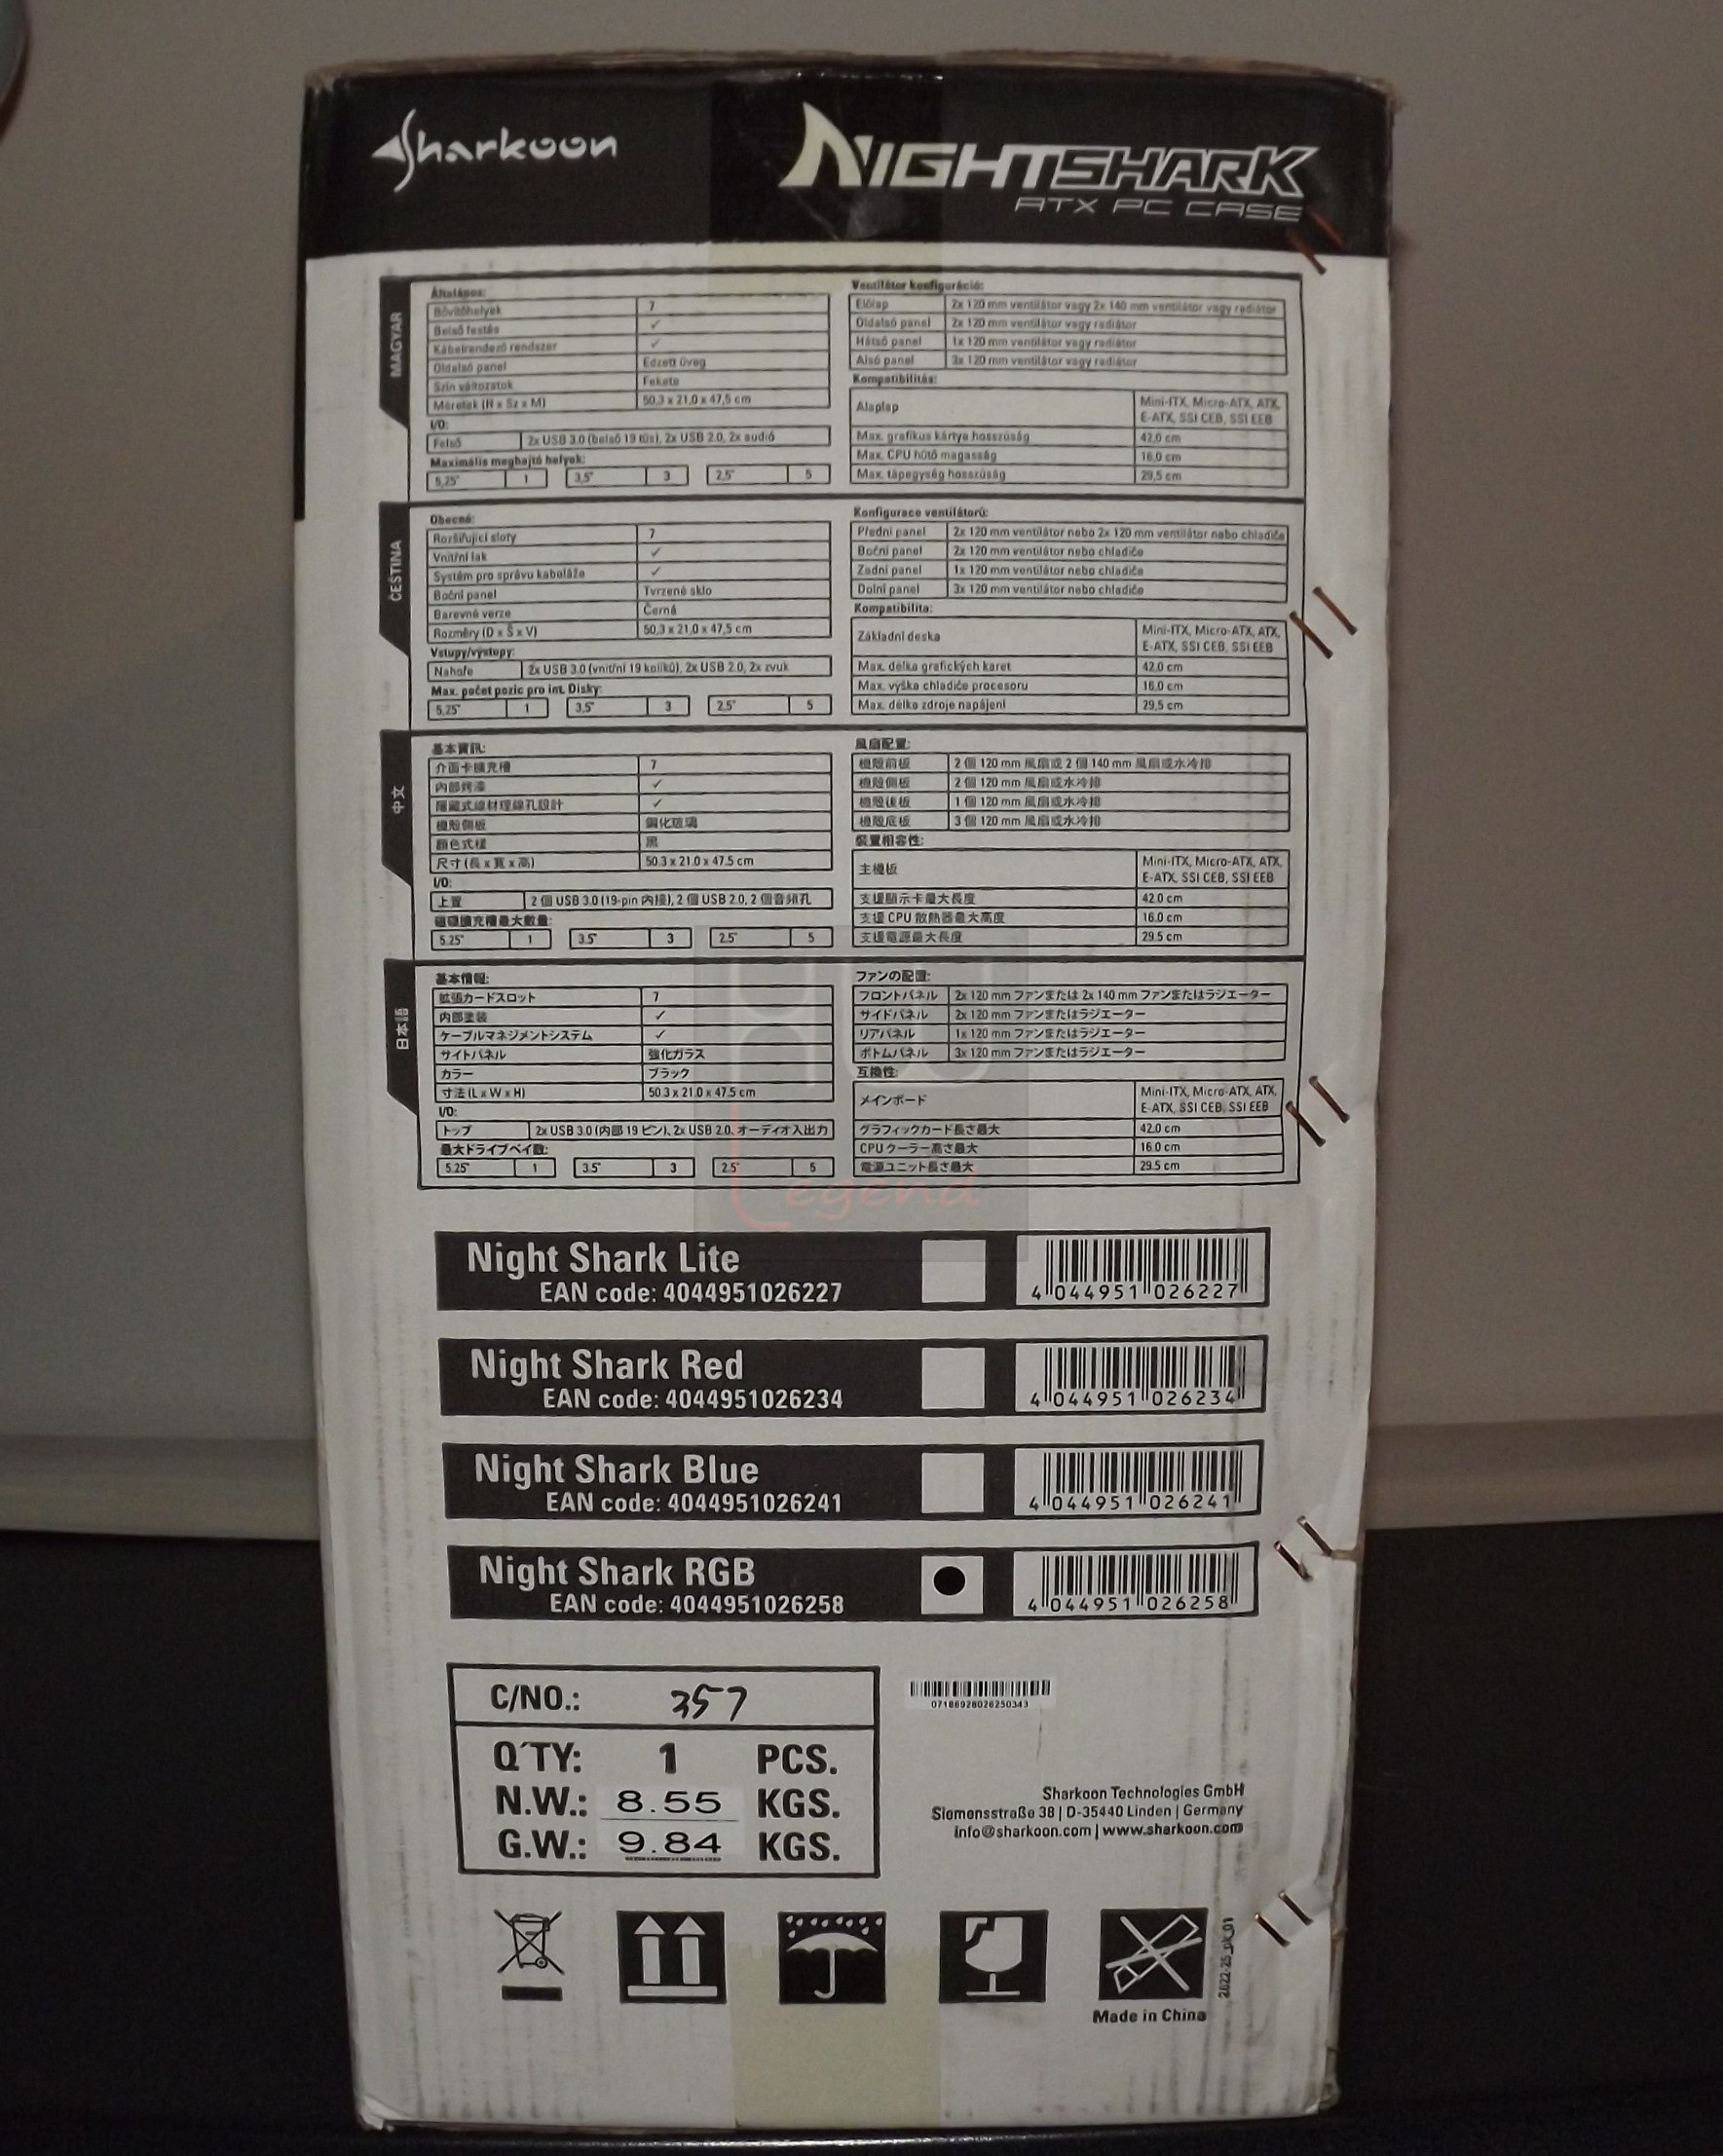 Sharkoon
NIGHTSHARK
ATX PC CASE
MAGYAR
Általános:
Bővítőhelyek 7
Belső festés ✓
Kábelrendező rendszer ✓
Oldalsó panel Edzett üveg
Szín változatok Fekete
Méretek (H x Sz x M) 50,3 x 21,0 x 47,5 cm
I/O:
Felső 2x USB 3.0 (belső 19 tűs), 2x USB 2.0, 2x audió
Maximális meghajtó helyek:
5,25" 1 3,5" 3 2,5" 5
Ventilátor konfiguráció:
Előlap 2x 120 mm ventilátor vagy 2x 140 mm ventilátor vagy radiátor
Oldalsó panel 2x 120 mm ventilátor vagy radiátor
Hátsó panel 1x 120 mm ventilátor vagy radiátor
Alsó panel 3x 120 mm ventilátor vagy radiátor
Kompatibilitás:
Alaplap Mini-ITX, Micro-ATX, ATX,
E-ATX, SSI CEB, SSI EEB
Max. grafikus kártya hosszúság 42,0 cm
Max. CPU hűtő magasság 16,0 cm
Max. tápegység hosszúság 29,5 cm
ČEŠTINA
Obecné:
Rozšiřující sloty 7
Vnitřní lak ✓
Systém pro správu kabeláže ✓
Boční panel Tvrzené sklo
Barevné verze Černá
Rozměry (D x Š x V) 50,3 x 21,0 x 47,5 cm
Vstupy/výstupy:
Nahoře 2x USB 3.0 (vnitřní 19 kolíků), 2x USB 2.0, 2x zvuk
Max. počet pozic pro int. Disky:
5,25" 1 3,5" 3 2,5" 5
Konfigurace ventilátorů:
Přední panel 2x 120 mm ventilátor nebo 2x 120 mm ventilátor nebo chladiče
Boční panel 2x 120 mm ventilátor nebo chladiče
Zadní panel 1x 120 mm ventilátor nebo chladiče
Dolní panel 3x 120 mm ventilátor nebo chladiče
Kompatibilita:
Základní deska Mini-ITX, Micro-ATX, ATX,
E-ATX, SSI CEB, SSI EEB
Max. délka grafických karet 42,0 cm
Max. výška chladiče procesoru 16,0 cm
Max. délka zdroje napájení 29,5 cm
中文
基本資訊:
介面卡擴充槽 7
內部烤漆 ✓
隱藏式線材理線孔設計 ✓
機殼側板 鋼化玻璃
顏色式樣 黑
尺寸 (長 x 寬 x 高) 50.3 x 21.0 x 47.5 cm
I/O:
上置 2 個 USB 3.0 (19-pin 內接), 2 個 USB 2.0, 2 個音頻孔
磁碟擴充槽最大數量:
5.25" 1 3.5" 3 2.5" 5
風扇配置:
機殼前板 2 個 120 mm 風扇或 2 個 140 mm 風扇或水冷排
機殼側板 2 個 120 mm 風扇或水冷排
機殼後板 1 個 120 mm 風扇或水冷排
機殼底板 3 個 120 mm 風扇或水冷排
裝置相容性:
主機板 Mini-ITX, Micro-ATX, ATX,
E-ATX, SSI CEB, SSI EEB
支援顯示卡最大長度 42.0 cm
支援 CPU 散熱器最大高度 16.0 cm
支援電源最大長度 29.5 cm
日本語
基本情報:
拡張カードスロット 7
内部塗装 ✓
ケーブルマネジメントシステム ✓
サイトパネル 強化ガラス
カラー ブラック
寸法 (L x W x H) 50.3 x 21.0 x 47.5 cm
I/O:
トップ 2x USB 3.0 (内部 19 ピン)、2x USB 2.0、オーディオ入出力
最大ドライブベイ数:
5.25" 1 3.5" 3 2.5" 5
ファンの配置:
フロントパネル 2x 120 mm ファンまたは 2x 140 mm ファンまたはラジエーター
サイドパネル 2x 120 mm ファンまたはラジエーター
リアパネル 1x 120 mm ファンまたはラジエーター
ボトムパネル 3x 120 mm ファンまたはラジエーター
互換性:
メインボード Mini-ITX, Micro-ATX, ATX,
E-ATX, SSI CEB, SSI EEB
グラフィックカード長さ最大 42.0 cm
CPU クーラー高さ最大 16.0 cm
電源ユニット長さ最大 29.5 cm
Legend
Night Shark Lite
EAN code: 4044951026227
4 044951 026227
Night Shark Red
EAN code: 4044951026234
4 044951 026234
Night Shark Blue
EAN code: 4044951026241
4 044951 026241
Night Shark RGB
EAN code: 4044951026258
4 044951 026258
C/NO.: 357
Q'TY: 1 PCS.
N.W.: 8.55 KGS.
G.W.: 9.84 KGS.
07186928026250343
Sharkoon Technologies GmbH
Siemensstraße 38 | D-35440 Linden | Germany
info@sharkoon.com | www.sharkoon.com
Made in China
2022-25_pk_01